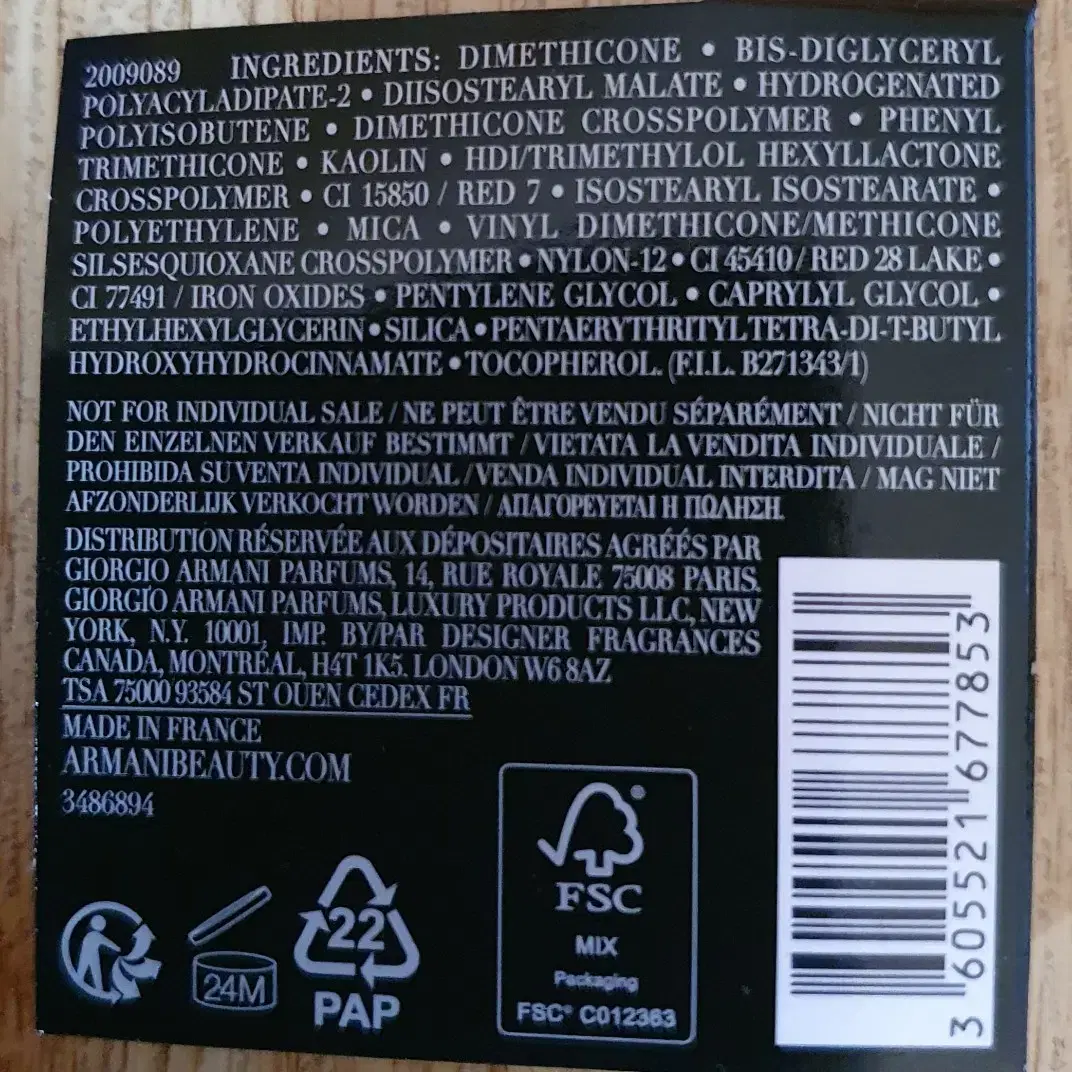 2009089 INGREDIENTS: DIMETHICONE • BIS-DIGLYCERYL
POLYACYLADIPATE-2 • DIISOSTEARYL MALATE • HYDROGENATED
POLYISOBUTENE • DIMETHICONE CROSSPOLYMER • PHENYL
TRIMETHICONE • KAOLIN • HDI/TRIMETHYLOL HEXYLLACTONE
CROSSPOLYMER • CI 15850 / RED 7 • ISOSTEARYL ISOSTEARATE •
POLYETHYLENE • MICA • VINYL DIMETHICONE/METHICONE
SILSESQUIOXANE CROSSPOLYMER • NYLON-12 • CI 45410 / RED 28 LAKE •
CI 77491 / IRON OXIDES • PENTYLENE GLYCOL • CAPRYLYL GLYCOL •
ETHYLHEXYLGLYCERIN • SILICA • PENTAERYTHRITYL TETRA-DI-T-BUTYL
HYDROXYHYDROCINNAMATE • TOCOPHEROL. (F.I.L. B271343/1)
NOT FOR INDIVIDUAL SALE / NE PEUT ÊTRE VENDU SÉPARÉMENT / NICHT FÜR
DEN EINZELNEN VERKAUF BESTIMMT / VIETATA LA VENDITA INDIVIDUALE /
PROHIBIDA SU VENTA INDIVIDUAL / VENDA INDIVIDUAL INTERDITA / MAG NIET
AFZONDERLIJK VERKOCHT WORDEN / ΑΠΑΓΟΡΕΥΕΤΑΙ Η ΠΩΛΗΣΗ.
DISTRIBUTION RÉSERVÉE AUX DÉPOSITAIRES AGRÉÉS PAR
GIORGIO ARMANI PARFUMS, 14, RUE ROYALE 75008 PARIS.
GIORGIO ARMANI PARFUMS, LUXURY PRODUCTS LLC, NEW
YORK, N.Y. 10001, IMP. BY/PAR DESIGNER FRAGRANCES
CANADA, MONTRÉAL, H4T 1K5. LONDON W6 8AZ
TSA 75000 93584 ST OUEN CEDEX FR
MADE IN FRANCE
ARMANIBEAUTY.COM
3486894
24M
22
PAP
FSC
MIX
Packaging
FSC® C012363
3 605521 677853